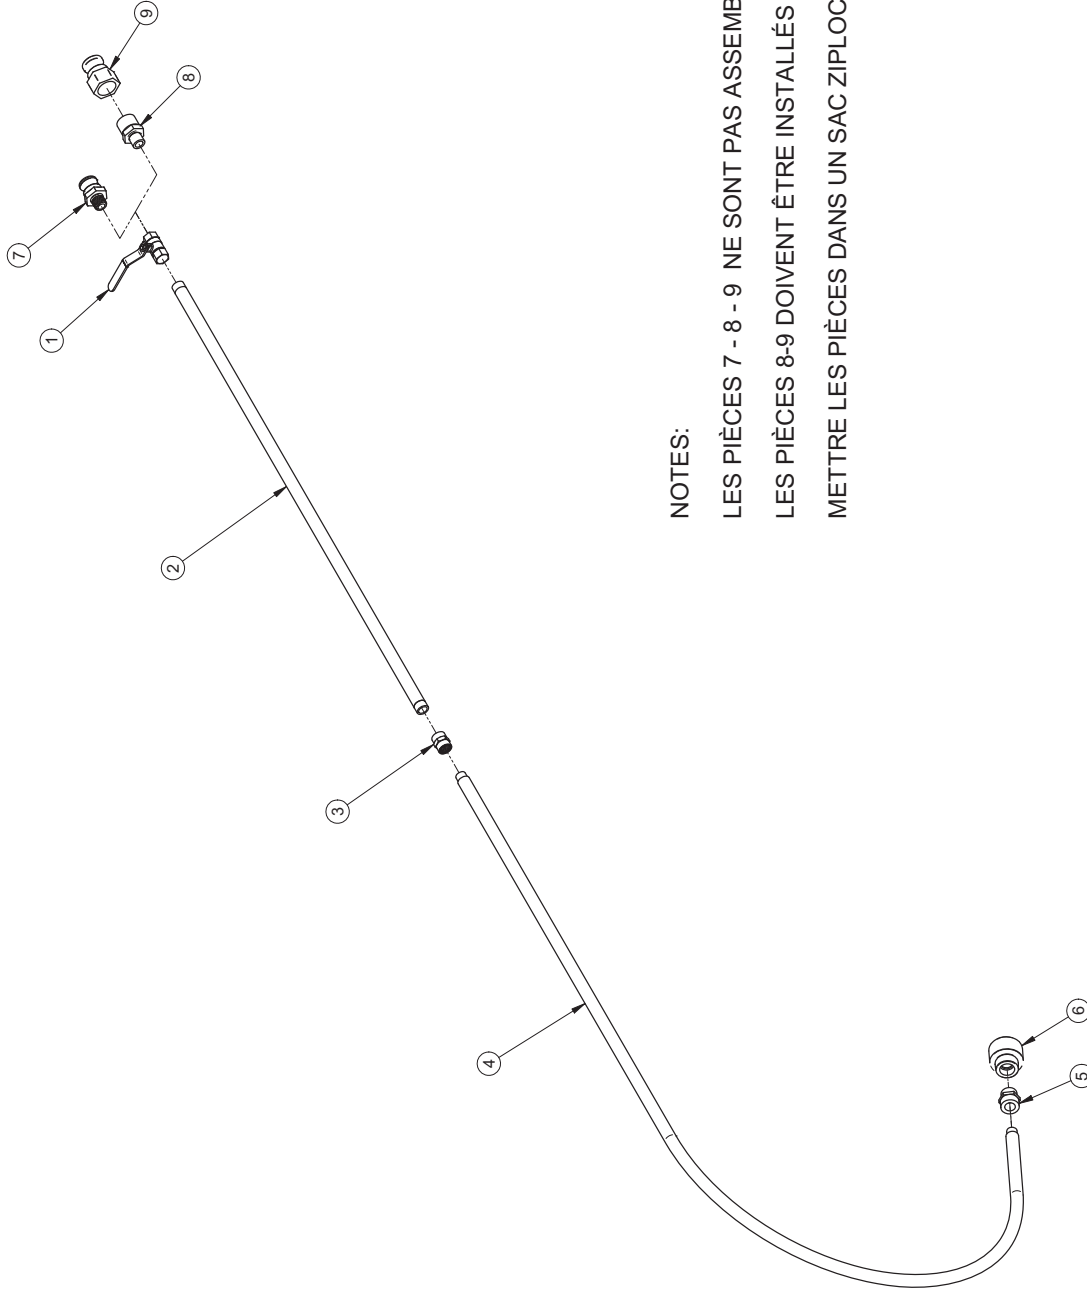 9
8
7
1
2
3
4
6
5
NOTES:
LES PIÈCES 7 - 8 - 9 NE SONT PAS
LES PIÈCES 8-9 DOIVENT ÊTRE INSTALLÉS
METTRE LES PIÈCES DANS UN SAC ZIPLOC